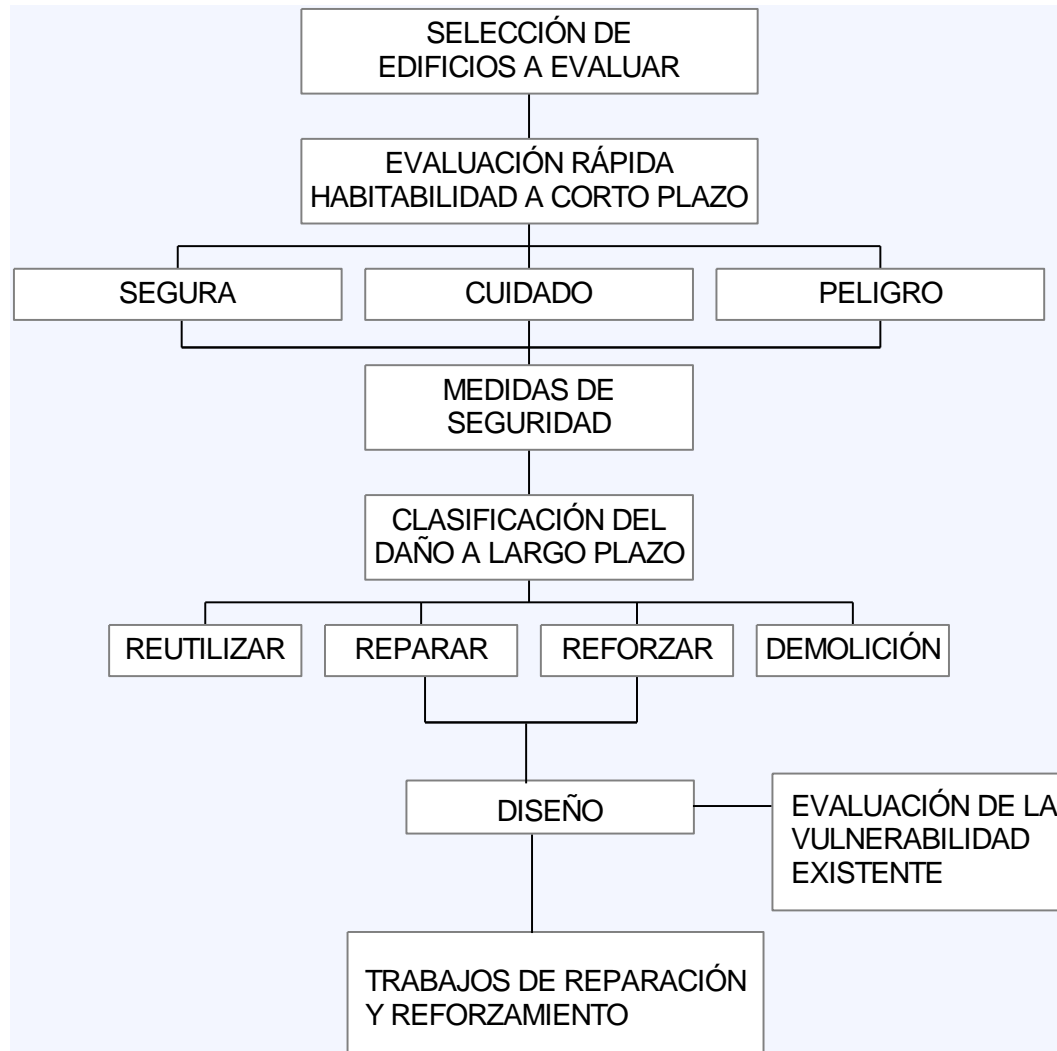 SELECCIÓN DE
EDIFICIOS A EVALUAR
EVALUACIÓN RÁPIDA
HABITABILIDAD A CORTO PLAZO
SEGURA
CUIDADO
PELIGRO
MEDIDAS DE
SEGURIDAD
CLASIFICACIÓN DEL
DAÑO A LARGO PLAZO
REUTILIZAR
REPARAR
REFORZAR
DEMOLICIÓN
DISEÑO
EVALUACIÓN DE LA
VULNERABILIDAD
EXISTENTE
TRABAJOS DE REPARACIÓN
Y REFORZAMIENTO